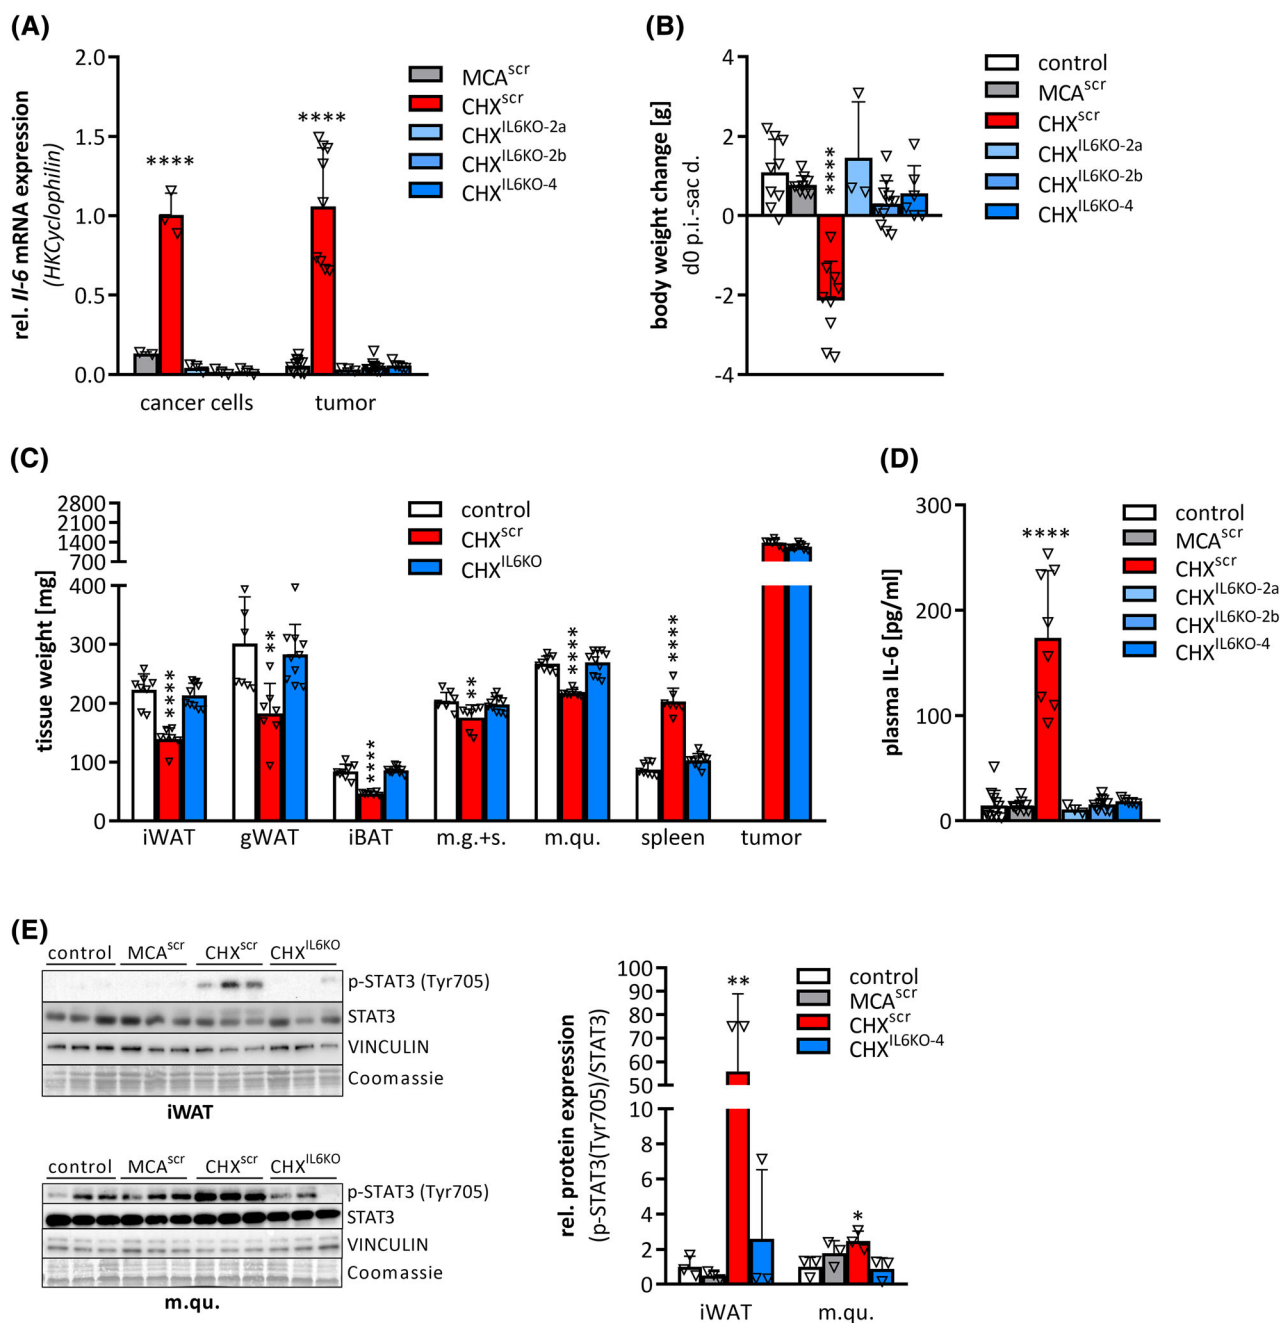 (A)
rel. Il-6 mRNA expression
(HKCyclophilin)
2.0
1.5
1.0
0.5
0.0
****
****
cancer cells
tumor
MCAscr
CHXscr
CHXIL6KO-2a
CHXIL6KO-2b
CHXIL6KO-4
(B)
body weight change [g]
d0 p.i.-sac d.
4
2
0
-2
-4
****
control
MCAscr
CHXscr
CHXIL6KO-2a
CHXIL6KO-2b
CHXIL6KO-4
(C)
tissue weight [mg]
2800
2100
1400
700
400
300
200
100
0
****
**
****
**
****
****
iWAT
gWAT
iBAT
m.g.+s.
m.qu.
spleen
tumor
control
CHXscr
CHXIL6KO
(D)
plasma IL-6 [pg/ml]
300
200
100
0
****
control
MCAscr
CHXscr
CHXIL6KO-2a
CHXIL6KO-2b
CHXIL6KO-4
(E)
control MCAscr CHXscr CHXIL6KO
p-STAT3 (Tyr705)
STAT3
VINCULIN
Coomassie
iWAT
control MCAscr CHXscr CHXIL6KO
p-STAT3 (Tyr705)
STAT3
VINCULIN
Coomassie
m.qu.
rel. protein expression
(p-STAT3(Tyr705)/STAT3)
100
90
80
70
60
50
10
8
6
4
2
0
**
*
iWAT
m.qu.
control
MCAscr
CHXscr
CHXIL6KO-4